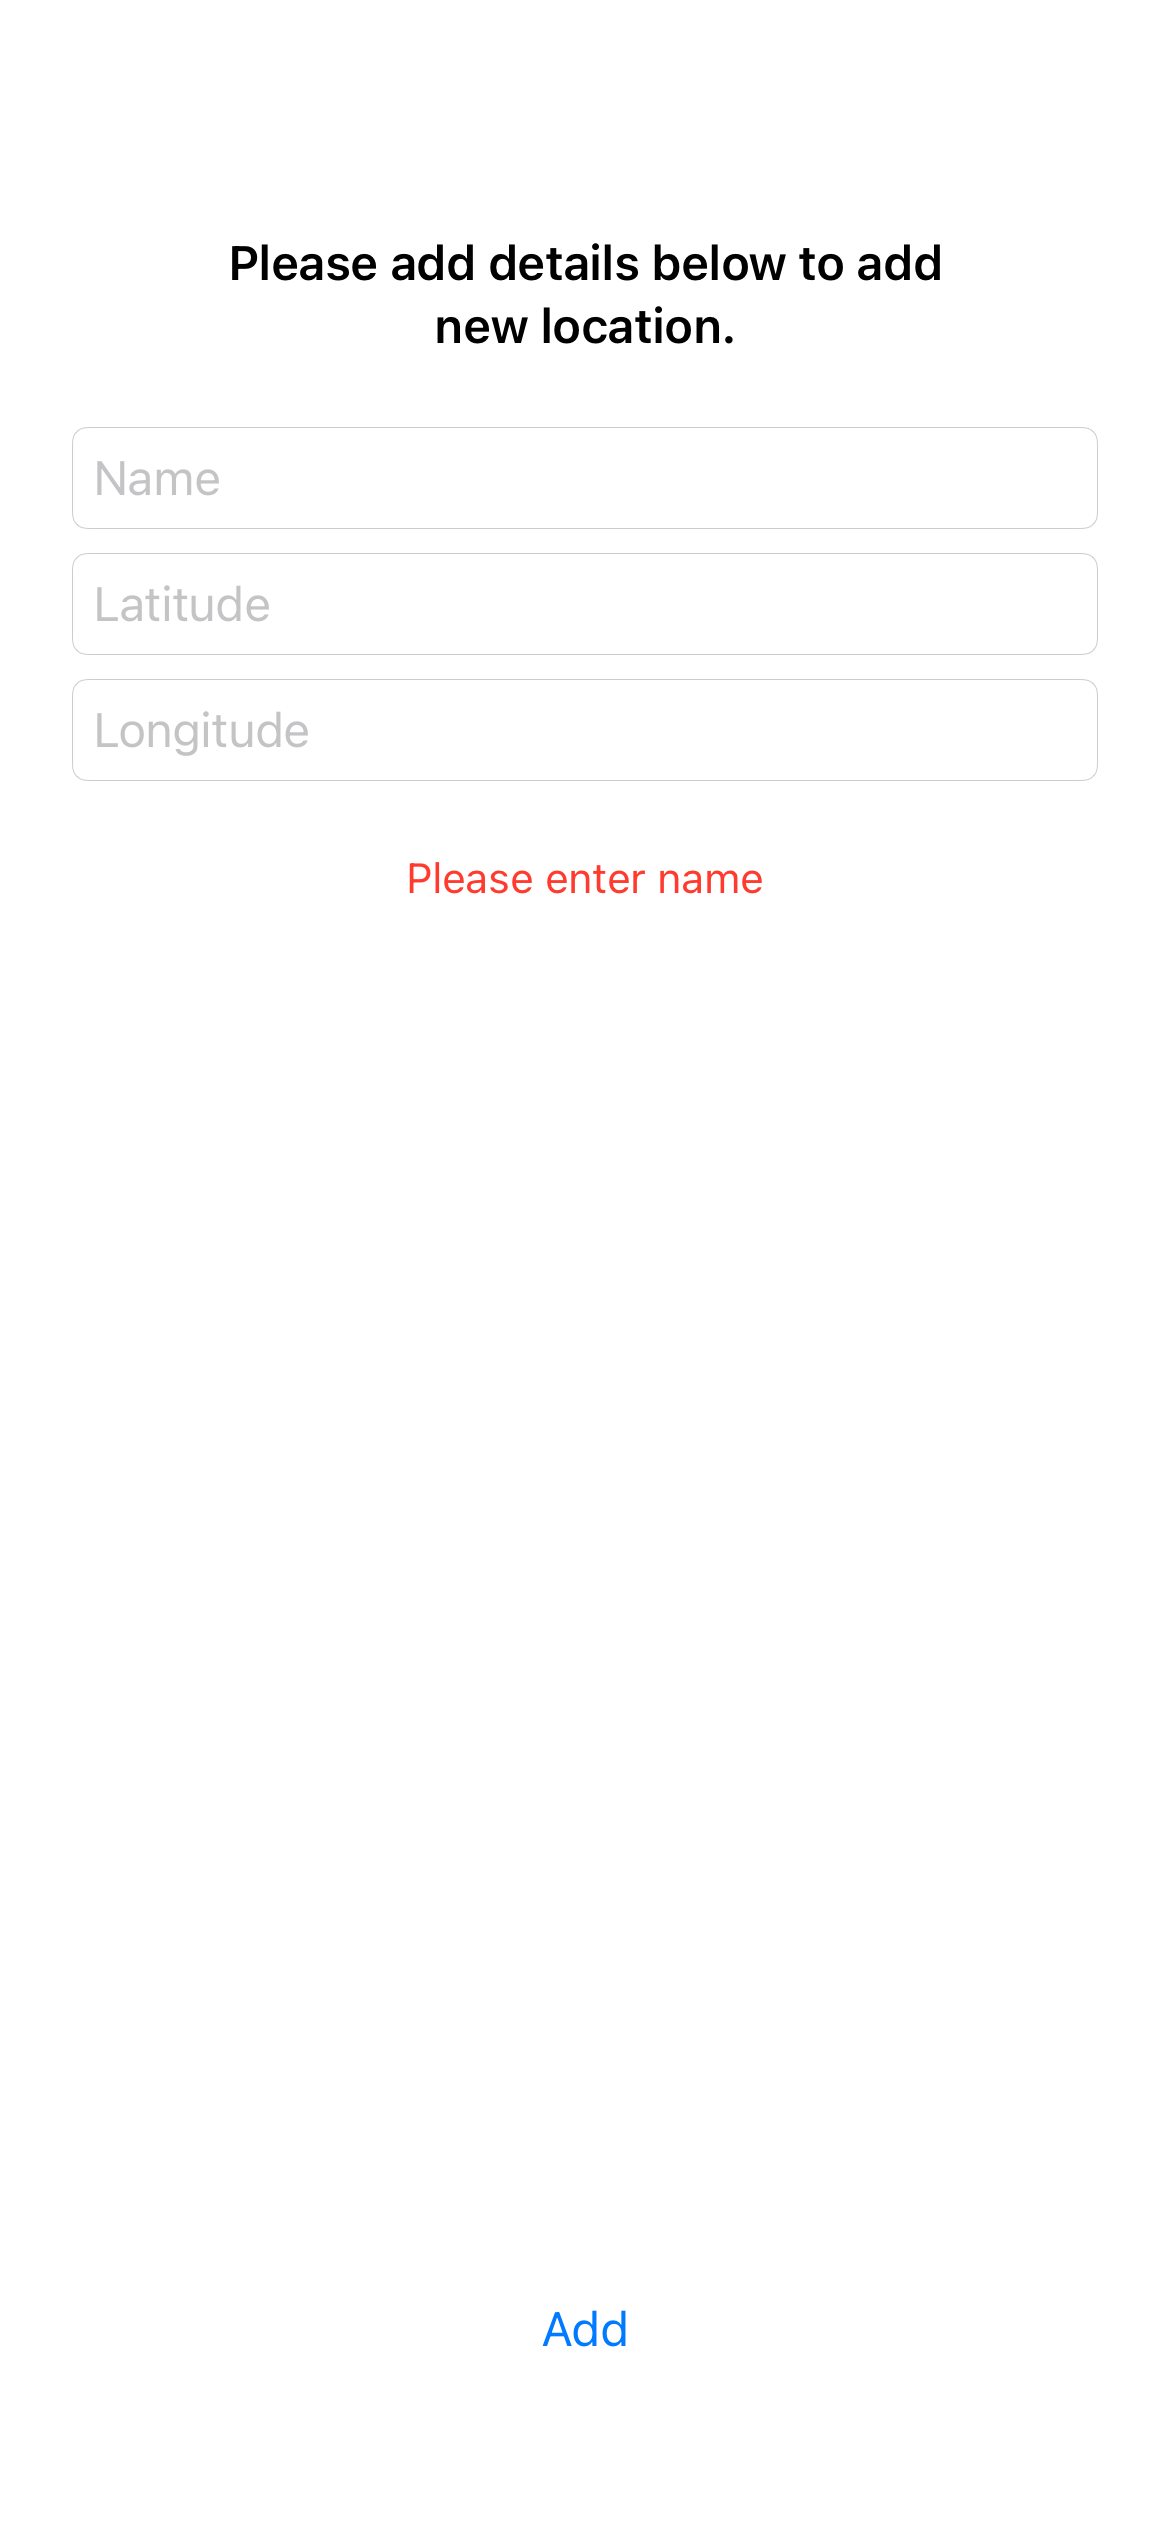 Please add details below to add
new location.
Name
Latitude
Longitude
Please enter name
Add